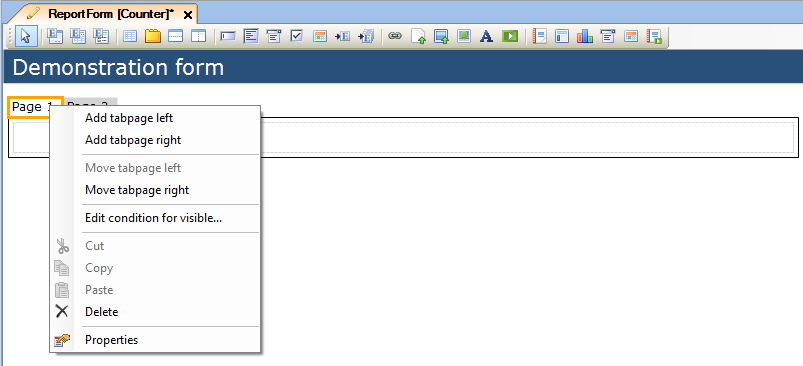 ReportForm [Counter]*
Demonstration form
Page 1
Page 2
Add tabpage left
Add tabpage right
Move tabpage left
Move tabpage right
Edit condition for visible...
Cut
Copy
Paste
Delete
Properties